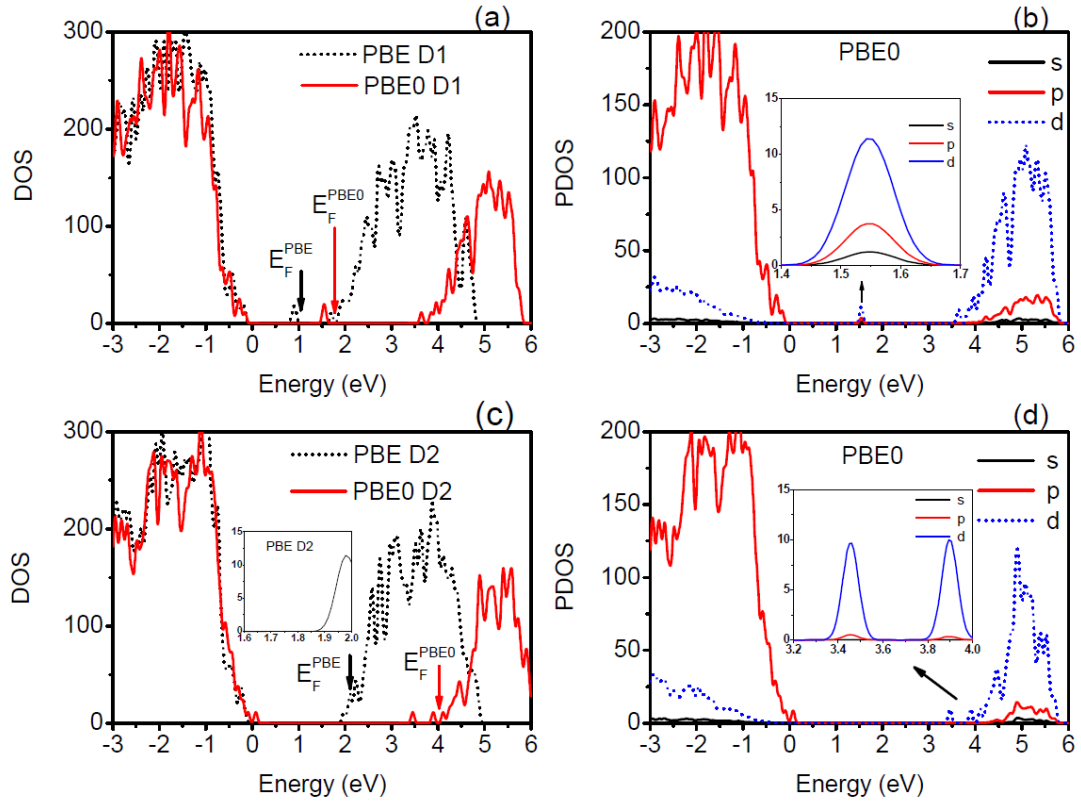 (a)
DOS
300
200
100
0
PBE D1
PBE0 D1
E_F^PBE
E_F^PBE0
-3 -2 -1 0 1 2 3 4 5 6
Energy (eV)
(b)
PDOS
200
150
100
50
0
PBE0
s
p
d
15
10
5
0
s
p
d
1.4 1.5 1.6 1.7
-3 -2 -1 0 1 2 3 4 5 6
Energy (eV)
(c)
DOS
300
200
100
0
PBE D2
PBE0 D2
15
10
5
0
PBE D2
1.6 1.7 1.8 1.9 2.0
E_F^PBE
E_F^PBE0
-3 -2 -1 0 1 2 3 4 5 6
Energy (eV)
(d)
PDOS
200
150
100
50
0
PBE0
s
p
d
15
10
5
0
s
p
d
3.2 3.4 3.6 3.8 4.0
-3 -2 -1 0 1 2 3 4 5 6
Energy (eV)